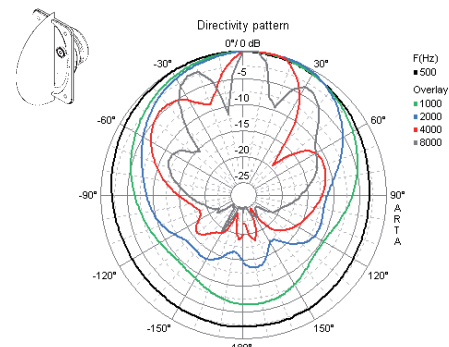 Directivity pattern
0°/ 0 dB
-30°
30°
-60°
60°
-90°
90°
-120°
120°
-150°
150°
180°
-5
-10
-15
-20
-25
F(Hz)
500
Overlay
1000
2000
4000
8000
A
R
T
A